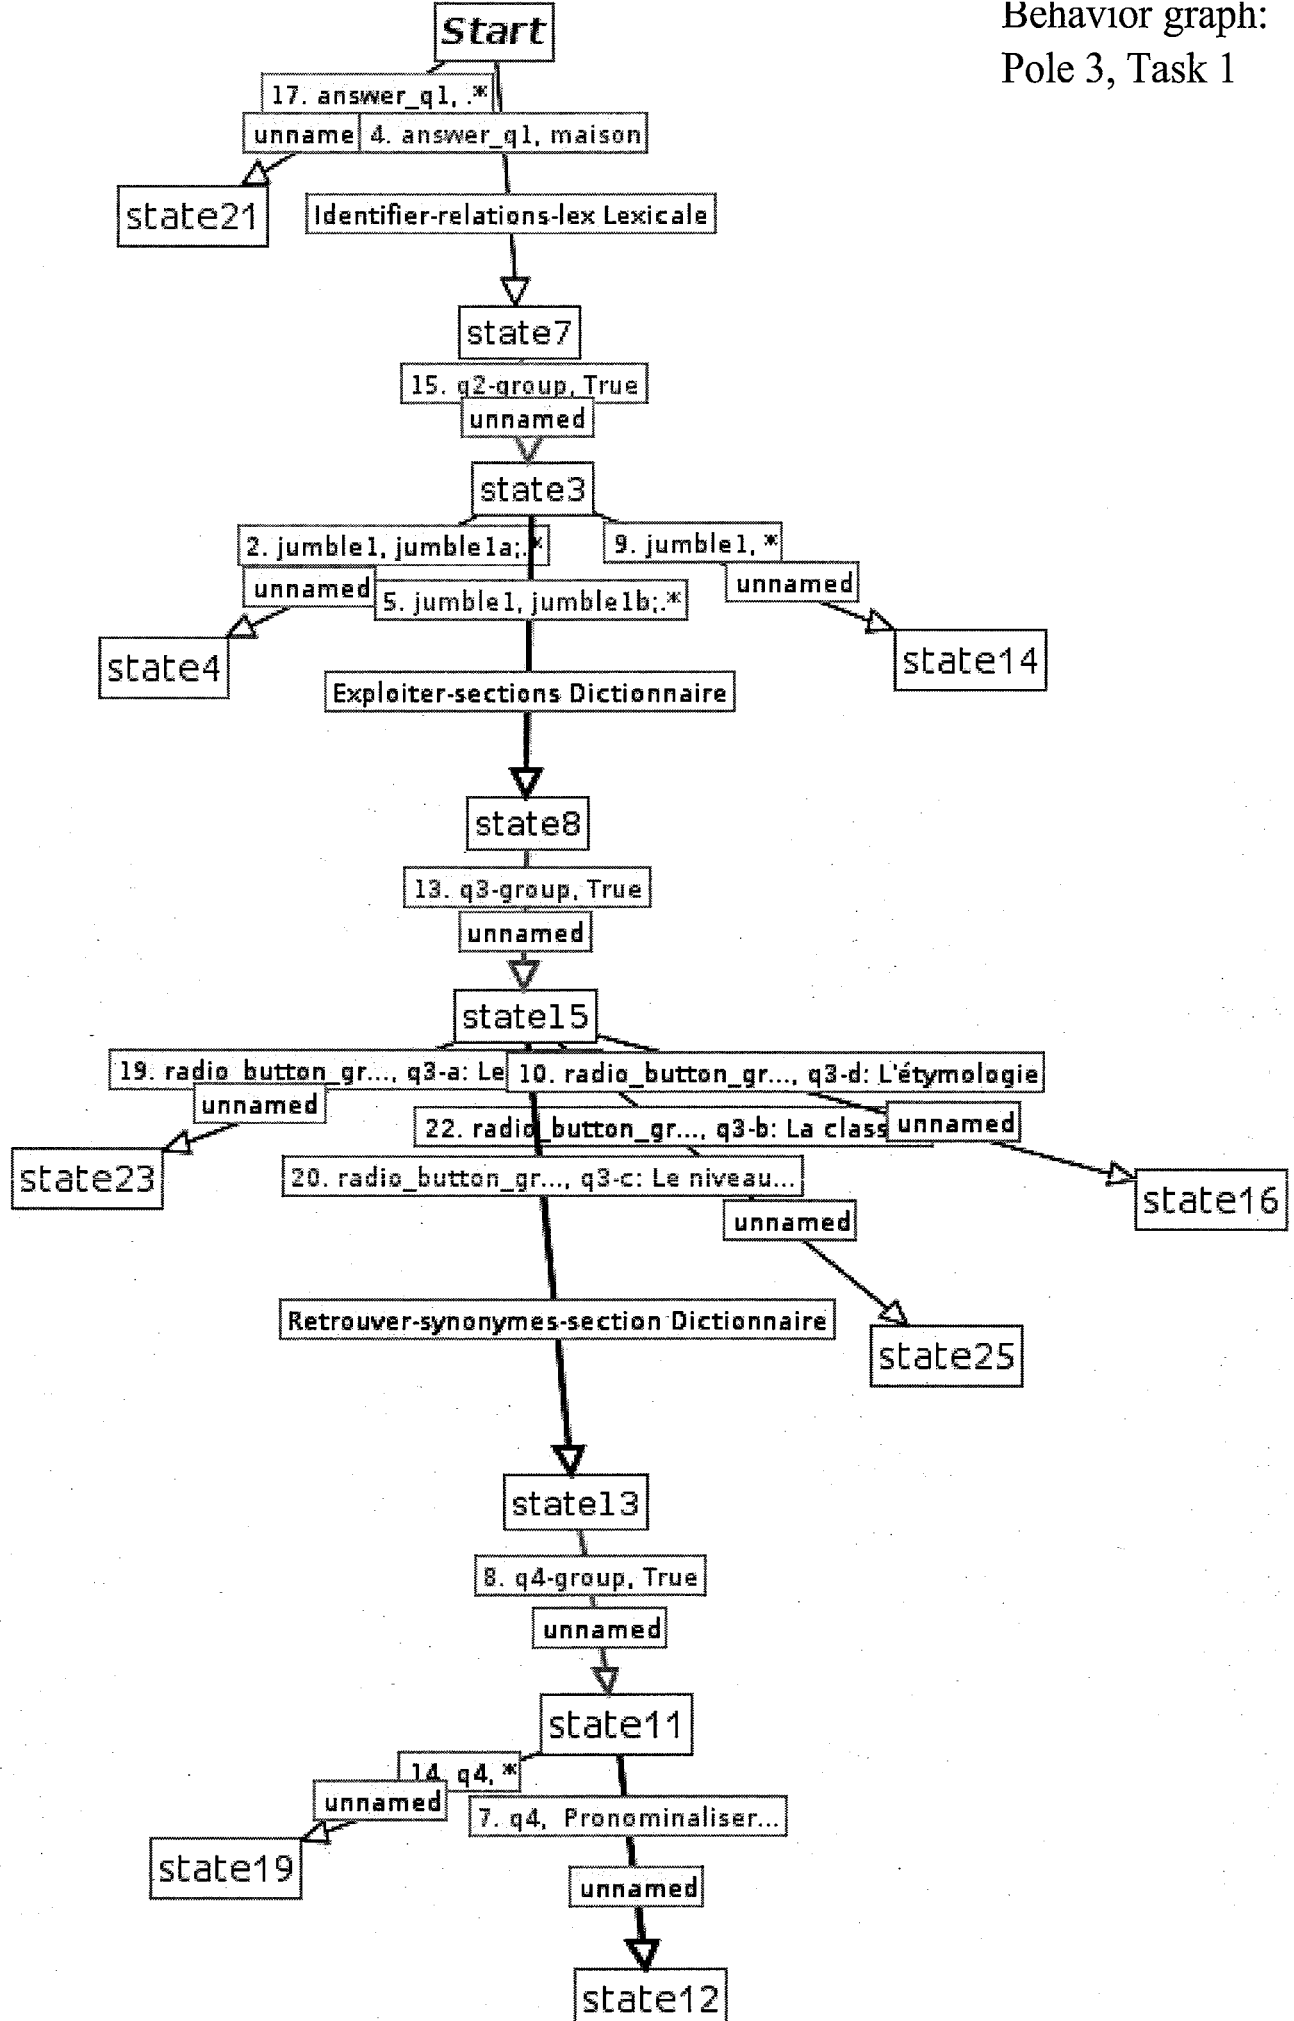 Behavior graph:
Pole 3, Task 1
Start
17. answer_q1, .*
unname
4. answer_q1, maison
state21
Identifier-relations-lex Lexicale
state7
15. q2-group, True
unnamed
state3
2. jumble1, jumble1a;.*
9. jumble1, *
unnamed
5. jumble1, jumble1b;.*
unnamed
state4
state14
Exploiter-sections Dictionnaire
state8
13. q3-group, True
unnamed
state15
19. radio_button_gr..., q3-a: Le
10. radio_button_gr..., q3-d: L'étymologie
unnamed
22. radio_button_gr..., q3-b: La class
unnamed
20. radio_button_gr..., q3-c: Le niveau...
state23
state16
unnamed
Retrouver-synonymes-section Dictionnaire
state25
state13
8. q4-group, True
unnamed
state11
14. q4, *
unnamed
7. q4, Pronominaliser...
state19
unnamed
state12